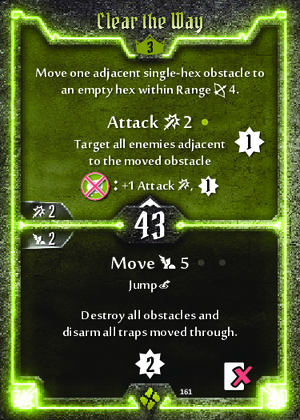 Clear the Way
3
Move one adjacent single-hex obstacle to
an empty hex within Range 4.
Attack 2
Target all enemies adjacent
to the moved obstacle
1
: +1 Attack , 1
2
43
2
Move 5
Jump
Destroy all obstacles and
disarm all traps moved through.
2
161